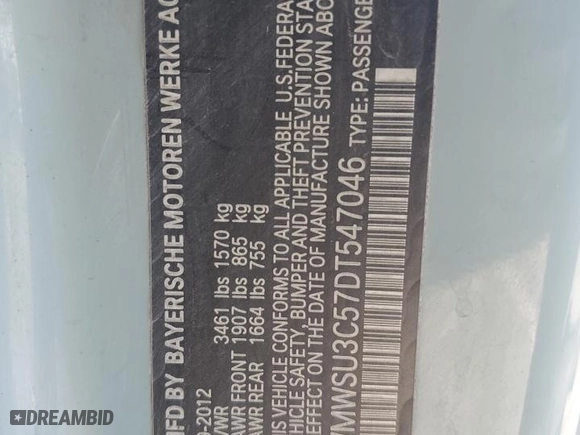 MFD BY BAYERISCHE MOTOREN WERKE AG
-2012
GVWR 3461 lbs 1570 kg
GAWR FRONT 1907 lbs 865 kg
GAWR REAR 1664 lbs 755 kg
THIS VEHICLE CONFORMS TO ALL APPLICABLE U.S. FEDERAL
VEHICLE SAFETY, BUMPER AND THEFT PREVENTION STA
EFFECT ON THE DATE OF MANUFACTURE SHOWN ABO
WMWSU3C57DT547046 TYPE: PASSENGE
DREAMBID.COM